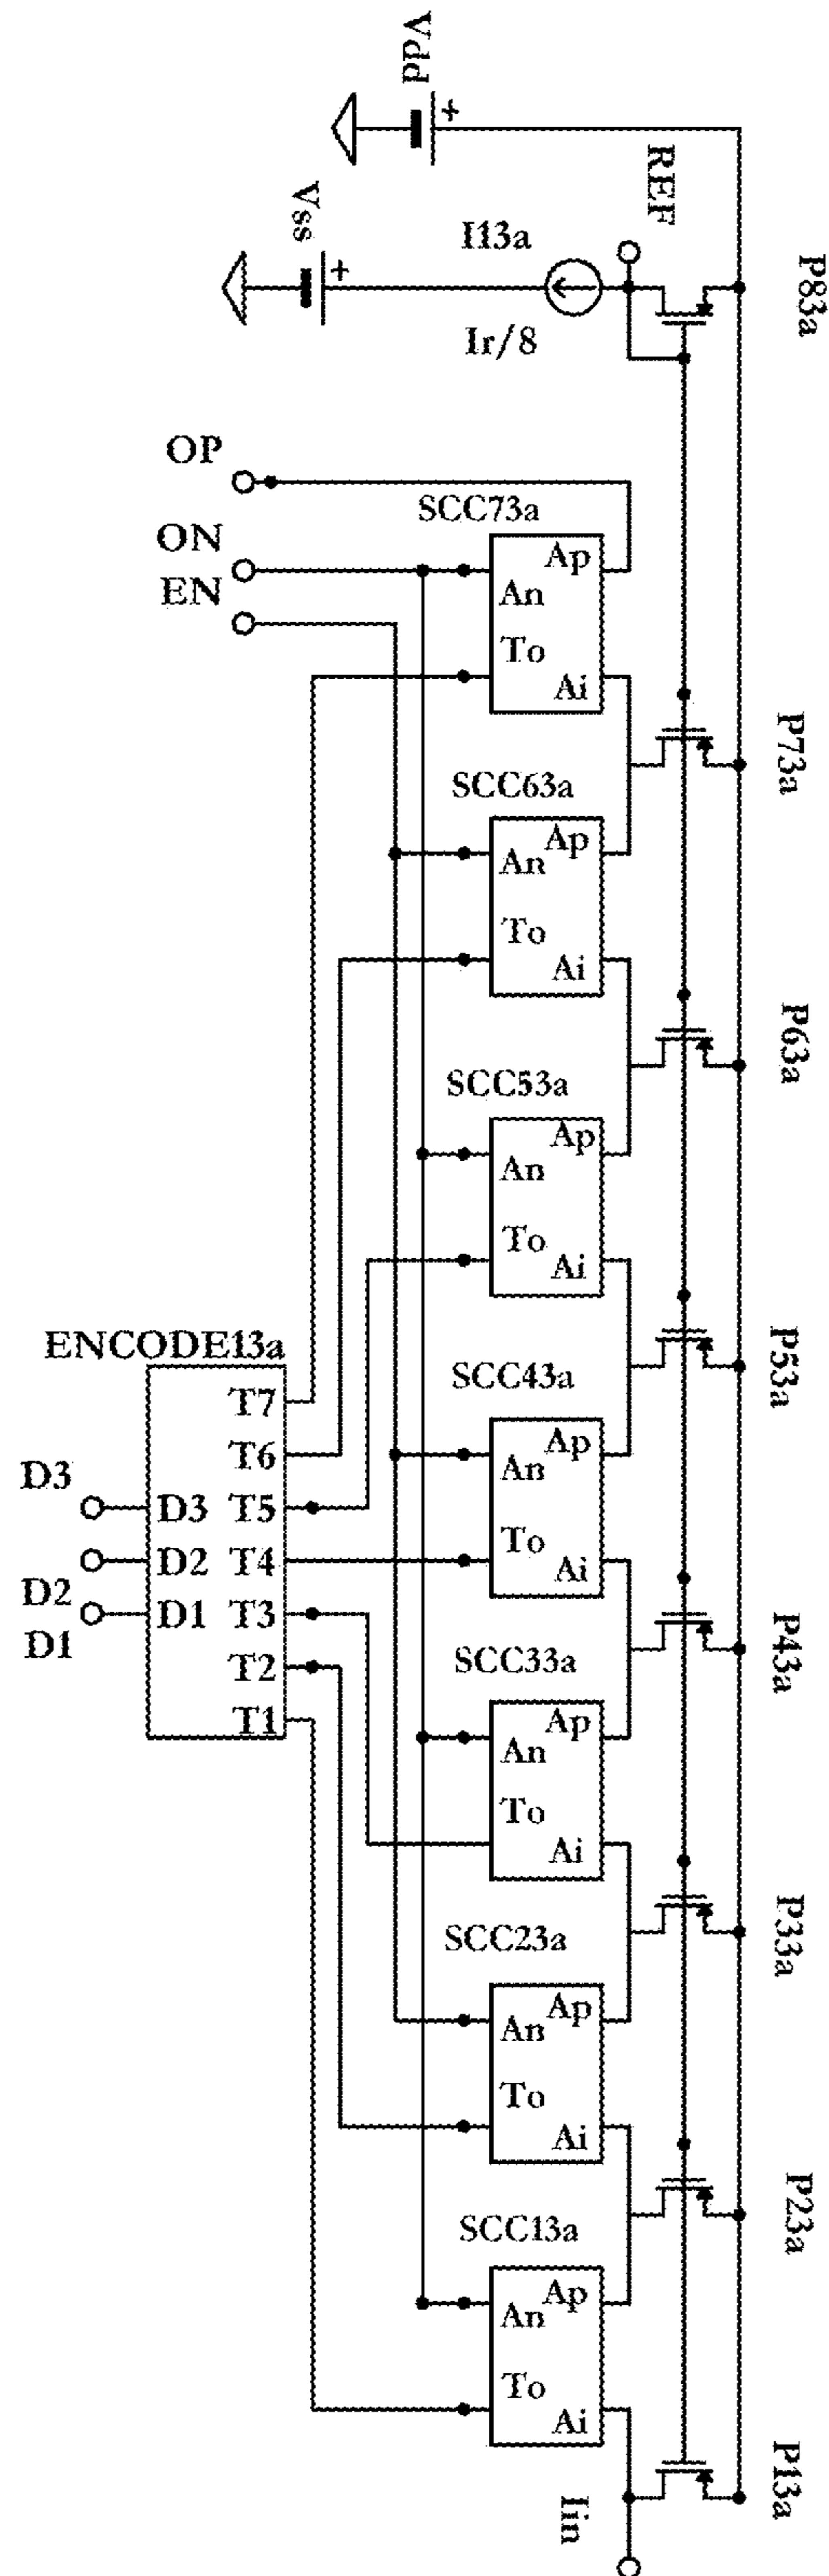 Vdd
+
REF
P83a
Vss
+
I13a
Ir/8
OP
SCC73a
ON
EN
Ap
An
To
Ai
P73a
SCC63a
Ap
An
To
Ai
P63a
SCC53a
Ap
An
To
Ai
P53a
ENCODE13a
SCC43a
T7
T6
D3
D3 T5
D2 T4
D2
D1 T3
D1
T2
T1
Ap
An
To
Ai
P43a
SCC33a
Ap
An
To
Ai
P33a
SCC23a
Ap
An
To
Ai
P23a
SCC13a
Ap
An
To
Ai
P13a
Iin